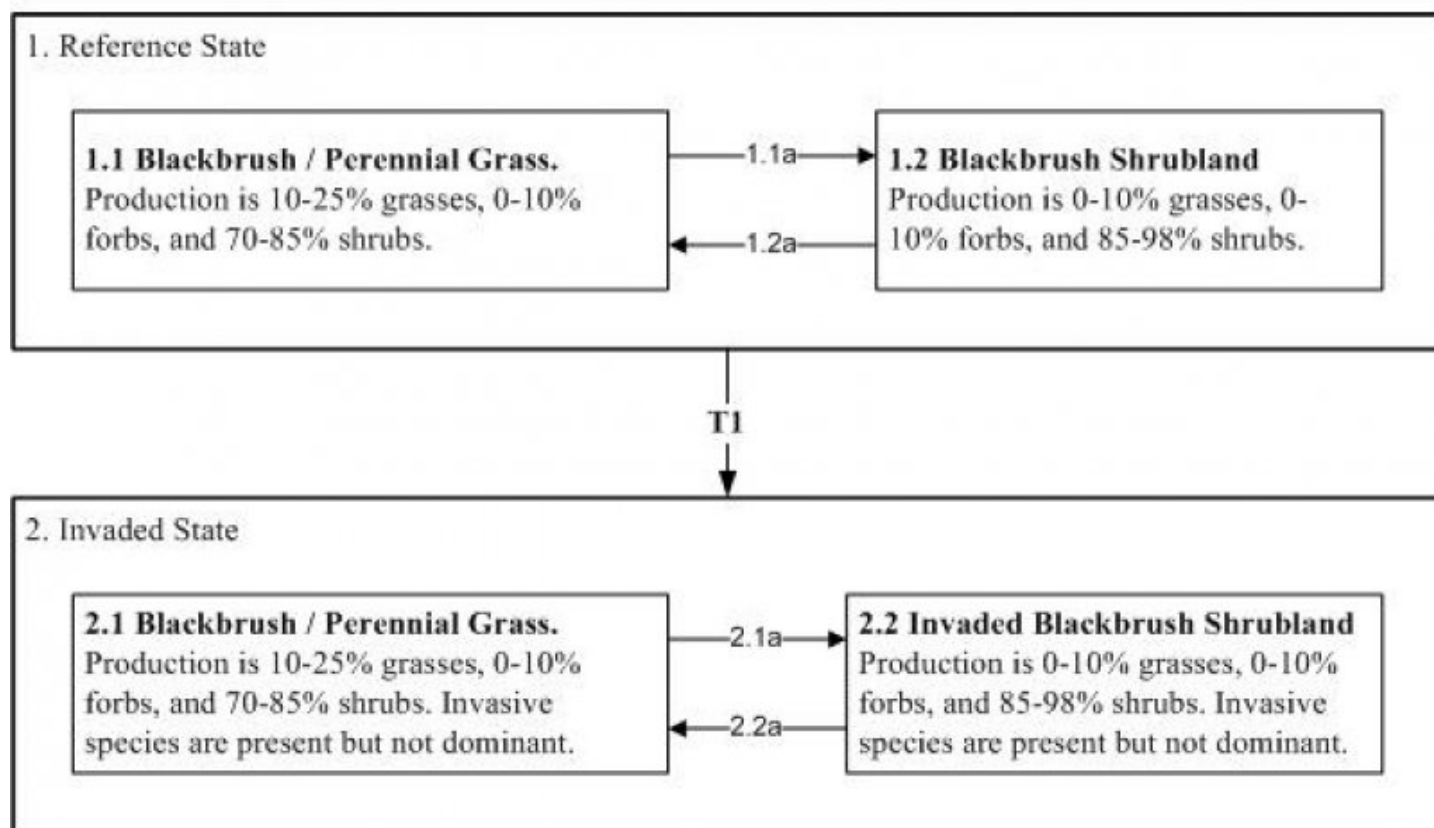 1. Reference State
1.1 Blackbrush / Perennial Grass.
Production is 10-25% grasses, 0-10%
forbs, and 70-85% shrubs.
1.1a
1.2a
1.2 Blackbrush Shrubland
Production is 0-10% grasses, 0-
10% forbs, and 85-98% shrubs.
T1
2. Invaded State
2.1 Blackbrush / Perennial Grass.
Production is 10-25% grasses, 0-10%
forbs, and 70-85% shrubs. Invasive
species are present but not dominant.
2.1a
2.2a
2.2 Invaded Blackbrush Shrubland
Production is 0-10% grasses, 0-10%
forbs, and 85-98% shrubs. Invasive
species are present but not dominant.